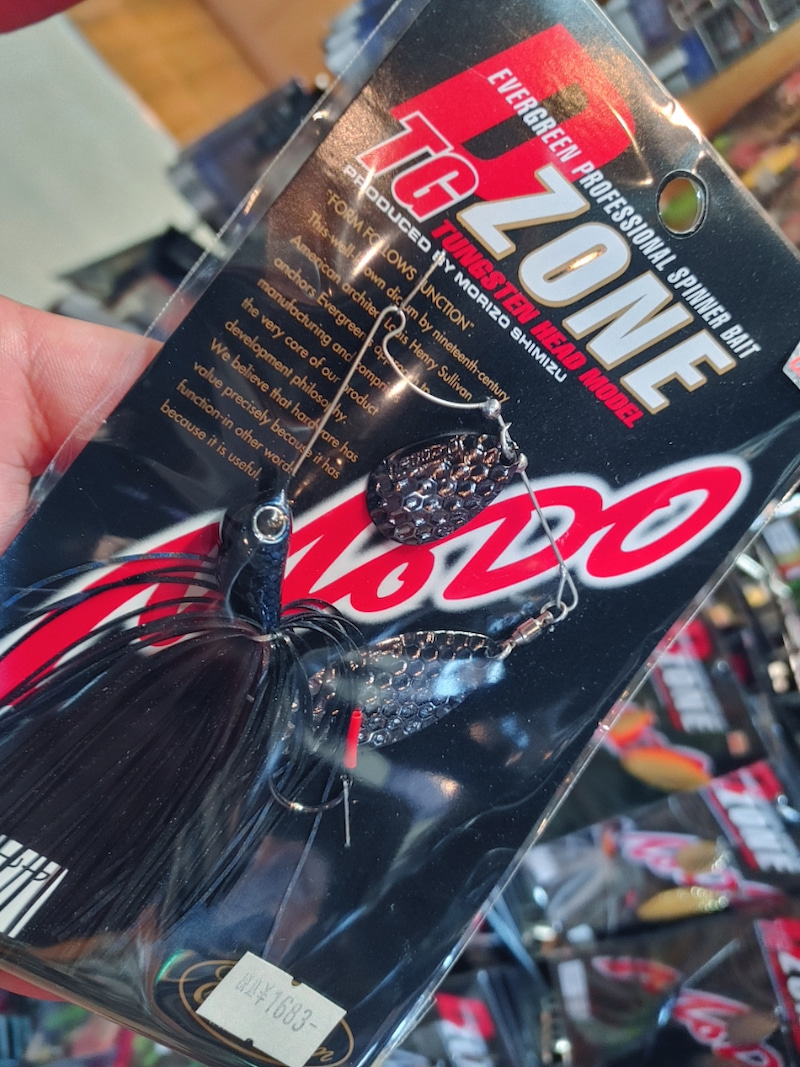 EVERGREEN PROFESSIONAL SPINNER BAIT
D
ZONE
TG
TUNGSTEN HEAD MODEL
PRODUCED BY MORIZO SHIMIZU
"FORM FOLLOWS FUNCTION"
This well-known dictum by nineteenth-century
American architect Louis Henry Sullivan
anchors Evergreen
manufacturing and
the very core of our product
development philosophy.
We believe that hardware has
value precisely because it has
function-in other words
because it is useful
MoDO
¥1683-
ZONE
ZONE
MoDO